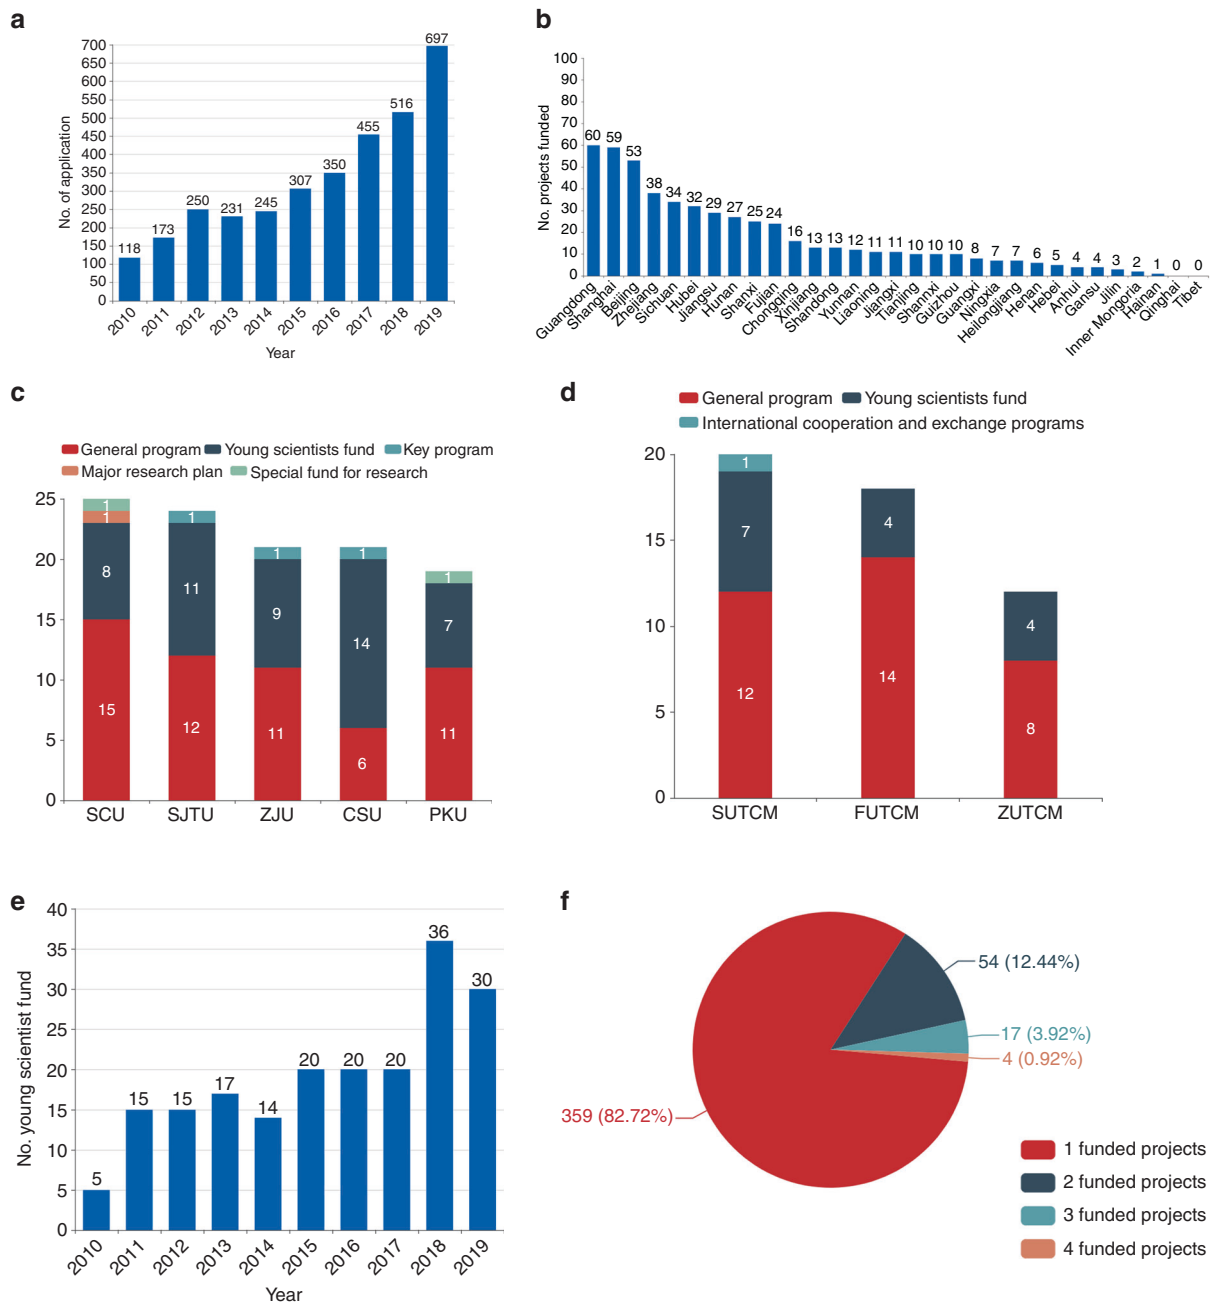 a
700
650
600
550
500
450
400
350
300
250
200
150
100
50
0
No. of application
118
173
250
231
245
307
350
455
516
697
2010
2011
2012
2013
2014
2015
2016
2017
2018
2019
Year
b
100
90
80
70
60
50
40
30
20
10
0
No. projects funded
60 59 53 38 34 32 29 27 25 24 16 13 13 12 11 11 10 10 10 8 7 7 6 5 4 4 3 2 1 0 0
Guangdong
Shanghai
Beijing
Zhejiang
Sichuan
Hubei
Jiangsu
Hunan
Shanxi
Fujian
Chongqing
Xinjiang
Shandong
Yunnan
Liaoning
Jiangxi
Tianjing
Shannxi
Guizhou
Guangxi
Ningxia
Heilongjiang
Henan
Hebei
Anhui
Gansu
Jilin
Inner Mongoria
Hainan
Qinghai
Tibet
c
General program Young scientists fund Key program
Major research plan Special fund for research
25
20
15
10
5
0
1
1
8
15
1
11
12
1
9
11
1
14
6
1
7
11
SCU SJTU ZJU CSU PKU
d
General program Young scientists fund
International cooperation and exchange programs
20
15
10
5
0
1
7
12
4
14
4
8
SUTCM FUTCM ZUTCM
e
40
35
30
25
20
15
10
5
0
No. young scientist fund
5
15
15
17
14
20
20
20
36
30
2010
2011
2012
2013
2014
2015
2016
2017
2018
2019
Year
f
54 (12.44%)
17 (3.92%)
4 (0.92%)
359 (82.72%)
1 funded projects
2 funded projects
3 funded projects
4 funded projects